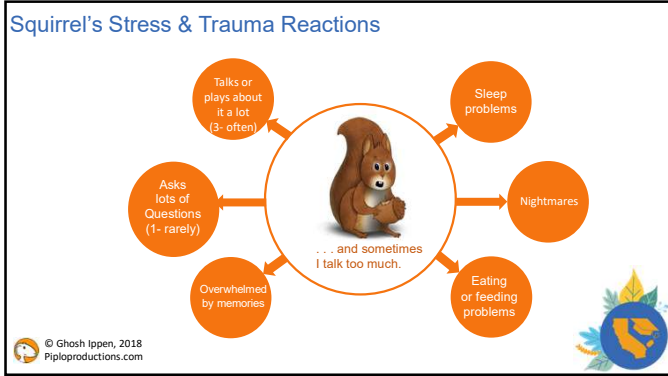 Squirrel's Stress & Trauma Reactions
Talks or
plays about
it a lot
(3- often)
Sleep
problems
Asks
lots of
Questions
(1- rarely)
Nightmares
. . . and sometimes
I talk too much.
Overwhelmed
by memories
Eating
or feeding
problems
© Ghosh Ippen, 2018
Piploproductions.com